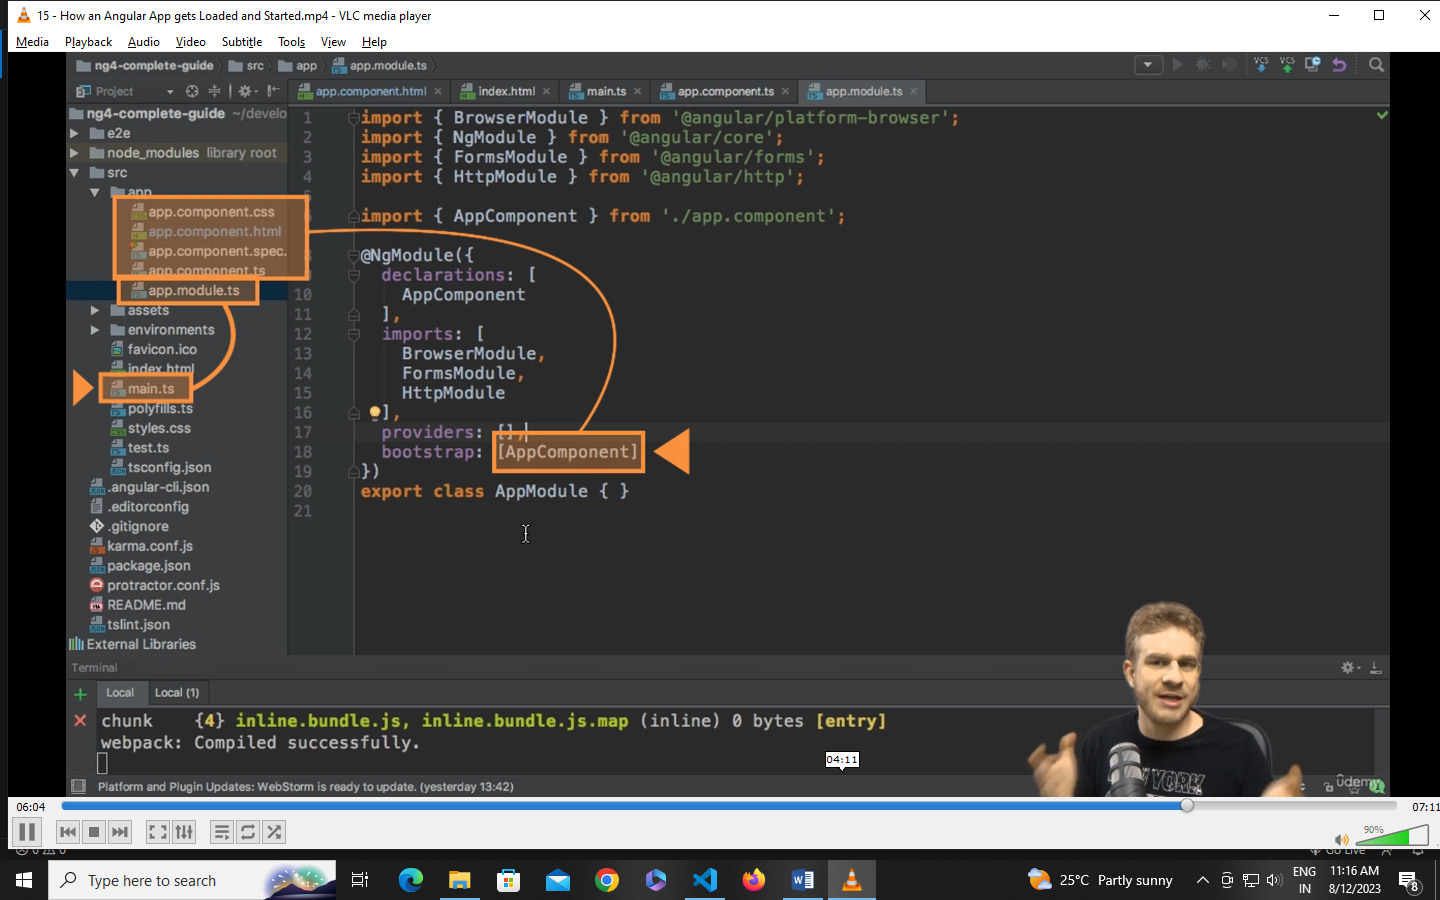 15 - How an Angular App gets Loaded and Started.mp4 - VLC media player
Media Playback Audio Video Subtitle Tools View Help
ng4-complete-guide src app app.module.ts
Project
app.component.html index.html main.ts app.component.ts app.module.ts
ng4-complete-guide ~/develo
e2e
node_modules library root
src
app
app.component.css
app.component.html
app.component.spec.
app.component.ts
app.module.ts
assets
environments
favicon.ico
index.html
main.ts
polyfills.ts
styles.css
test.ts
tsconfig.json
.angular-cli.json
.editorconfig
.gitignore
karma.conf.js
package.json
protractor.conf.js
README.md
tslint.json
External Libraries
1 import { BrowserModule } from '@angular/platform-browser';
2 import { NgModule } from '@angular/core';
3 import { FormsModule } from '@angular/forms';
4 import { HttpModule } from '@angular/http';
import { AppComponent } from './app.component';
@NgModule({
declarations: [
10 AppComponent
11 ],
12 imports: [
13 BrowserModule,
14 FormsModule,
15 HttpModule
16 ],
17 providers: [],
18 bootstrap: [AppComponent]
19 })
20 export class AppModule { }
21
Terminal
Local Local (1)
chunk {4} inline.bundle.js, inline.bundle.js.map (inline) 0 bytes [entry]
webpack: Compiled successfully.
04:11
Platform and Plugin Updates: WebStorm is ready to update. (yesterday 13:42)
ûdemy
06:04
07:11
90%
Go Live
Type here to search
25°C Partly sunny
ENG
IN
11:16 AM
8/12/2023
8